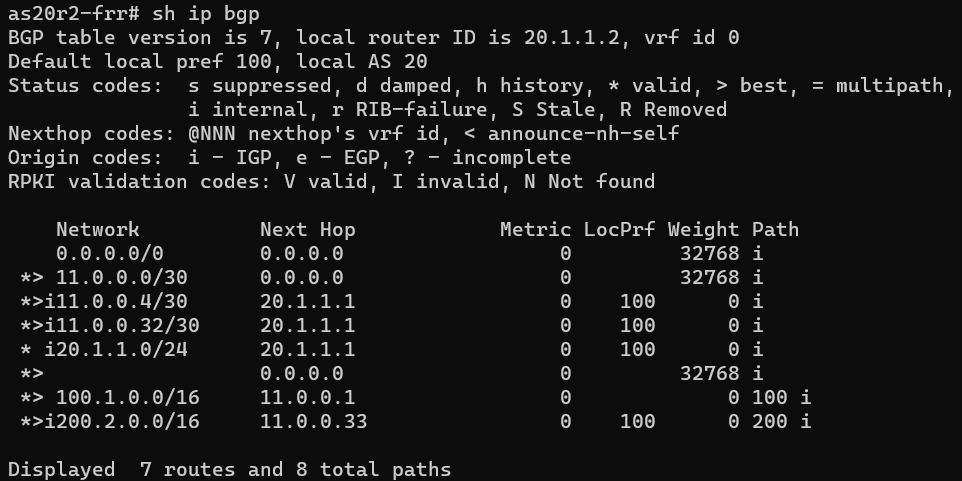 as20r2-frr# sh ip bgp
BGP table version is 7, local router ID is 20.1.1.2, vrf id 0
Default local pref 100, local AS 20
Status codes:  s suppressed, d damped, h history, * valid, > best, = multipath,
               i internal, r RIB-failure, S Stale, R Removed
Nexthop codes: @NNN nexthop's vrf id, < announce-nh-self
Origin codes:  i - IGP, e - EGP, ? - incomplete
RPKI validation codes: V valid, I invalid, N Not found

    Network          Next Hop            Metric LocPrf Weight Path
    0.0.0.0/0        0.0.0.0                  0         32768 i
 *> 11.0.0.0/30      0.0.0.0                  0         32768 i
 *>i11.0.0.4/30      20.1.1.1                 0    100      0 i
 *>i11.0.0.32/30     20.1.1.1                 0    100      0 i
 * i20.1.1.0/24      20.1.1.1                 0    100      0 i
 *>                  0.0.0.0                  0         32768 i
 *> 100.1.0.0/16     11.0.0.1                 0             0 100 i
 *>i200.2.0.0/16     11.0.0.33                0    100      0 200 i

Displayed  7 routes and 8 total paths